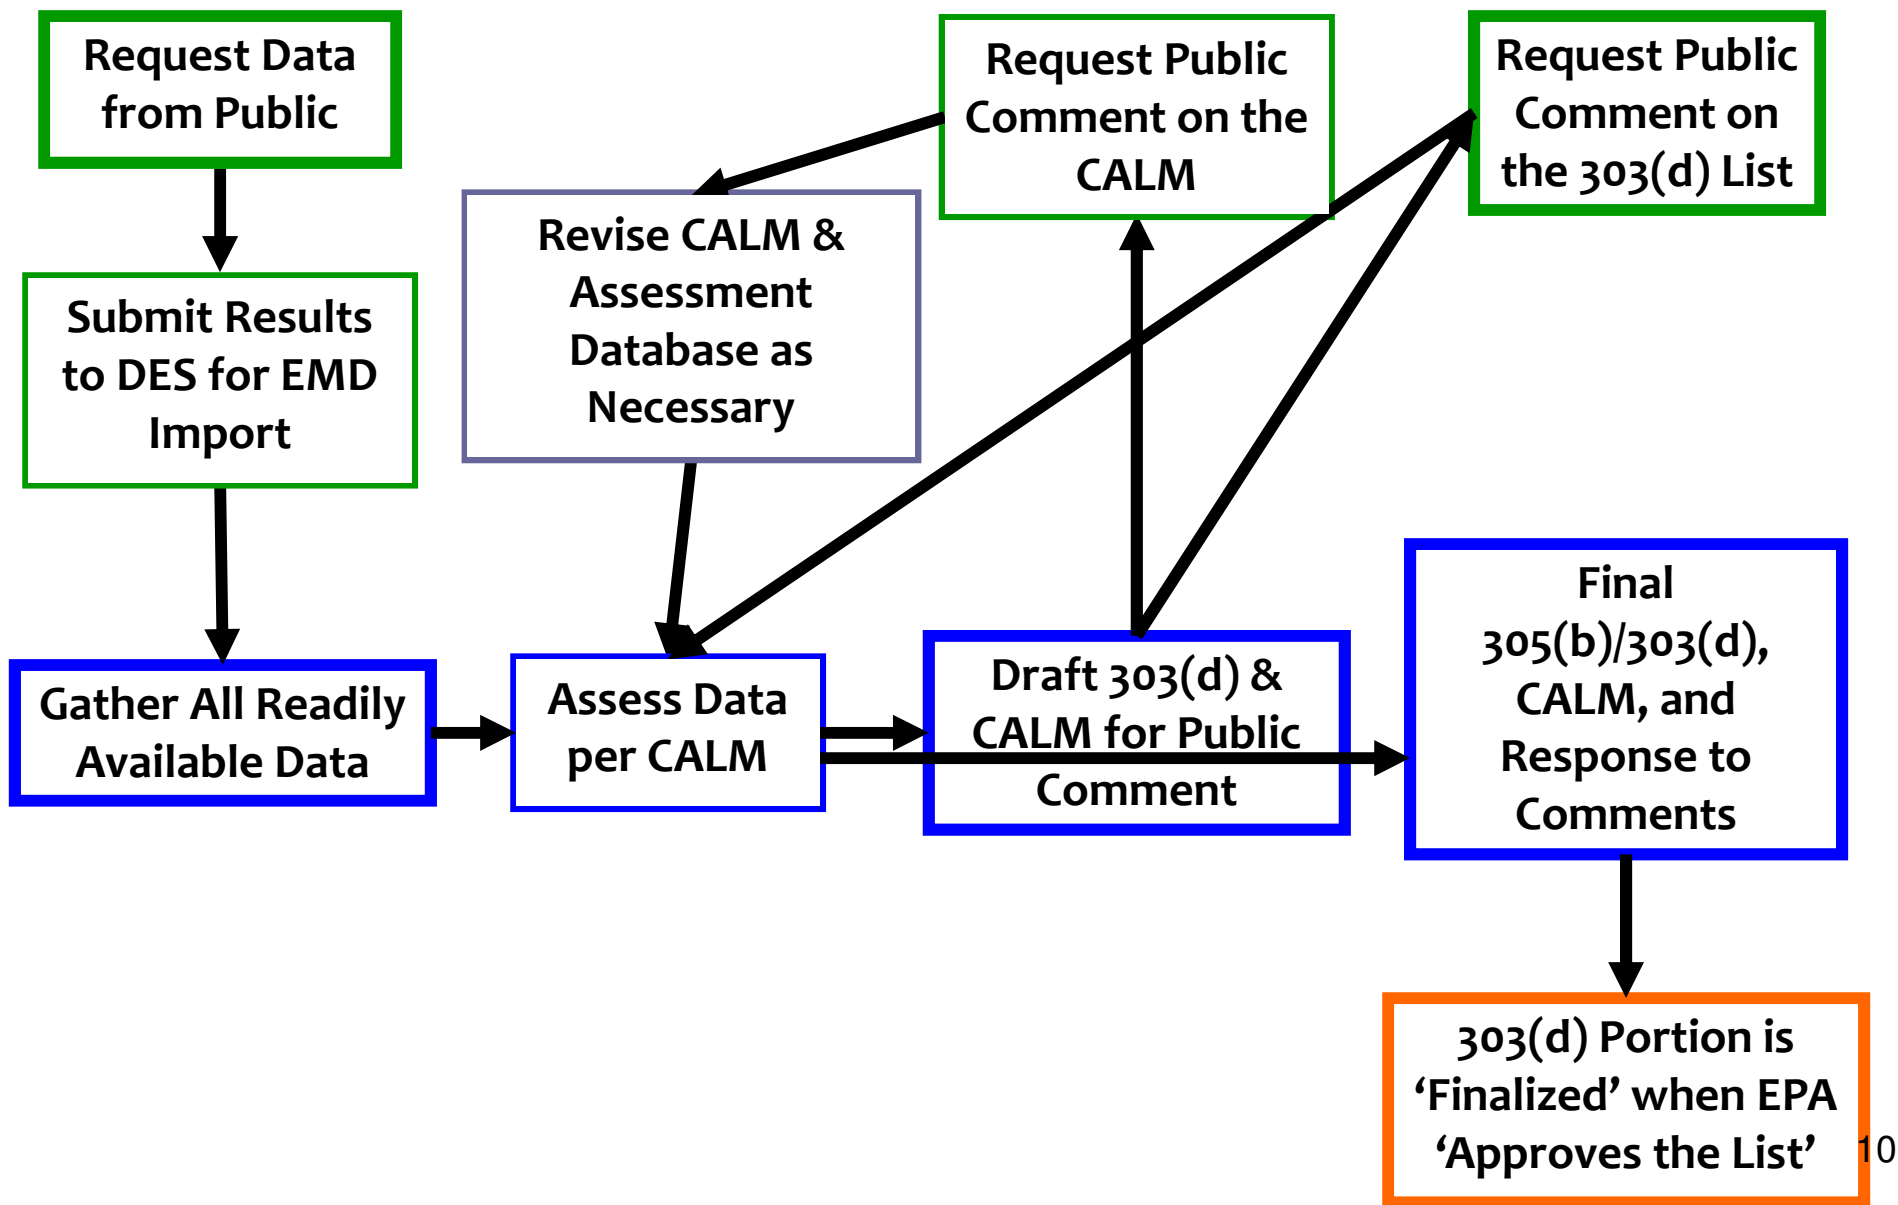 Request Data
from Public
Request Public
Comment on the
CALM
Request Public
Comment on
the 303(d) List
Revise CALM &
Assessment
Database as
Necessary
Submit Results
to DES for EMD
Import
Gather All Readily
Available Data
Assess Data
per CALM
Draft 303(d) &
CALM for Public
Comment
Final
305(b)/303(d),
CALM, and
Response to
Comments
303(d) Portion is
‘Finalized’ when EPA
‘Approves the List’
10